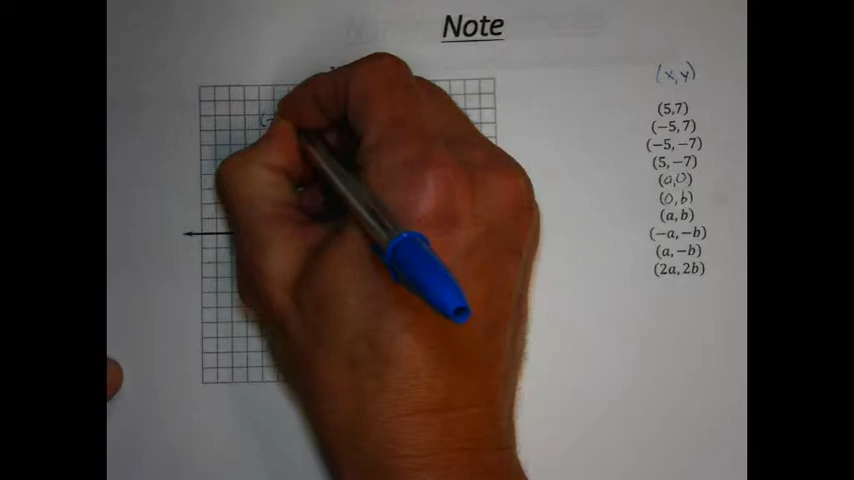 Note
(x,y)
(5,7)
(−5,7)
(−5,−7)
(5,−7)
(a,0)
(0,b)
(a,b)
(−a,−b)
(a,−b)
(2a,2b)